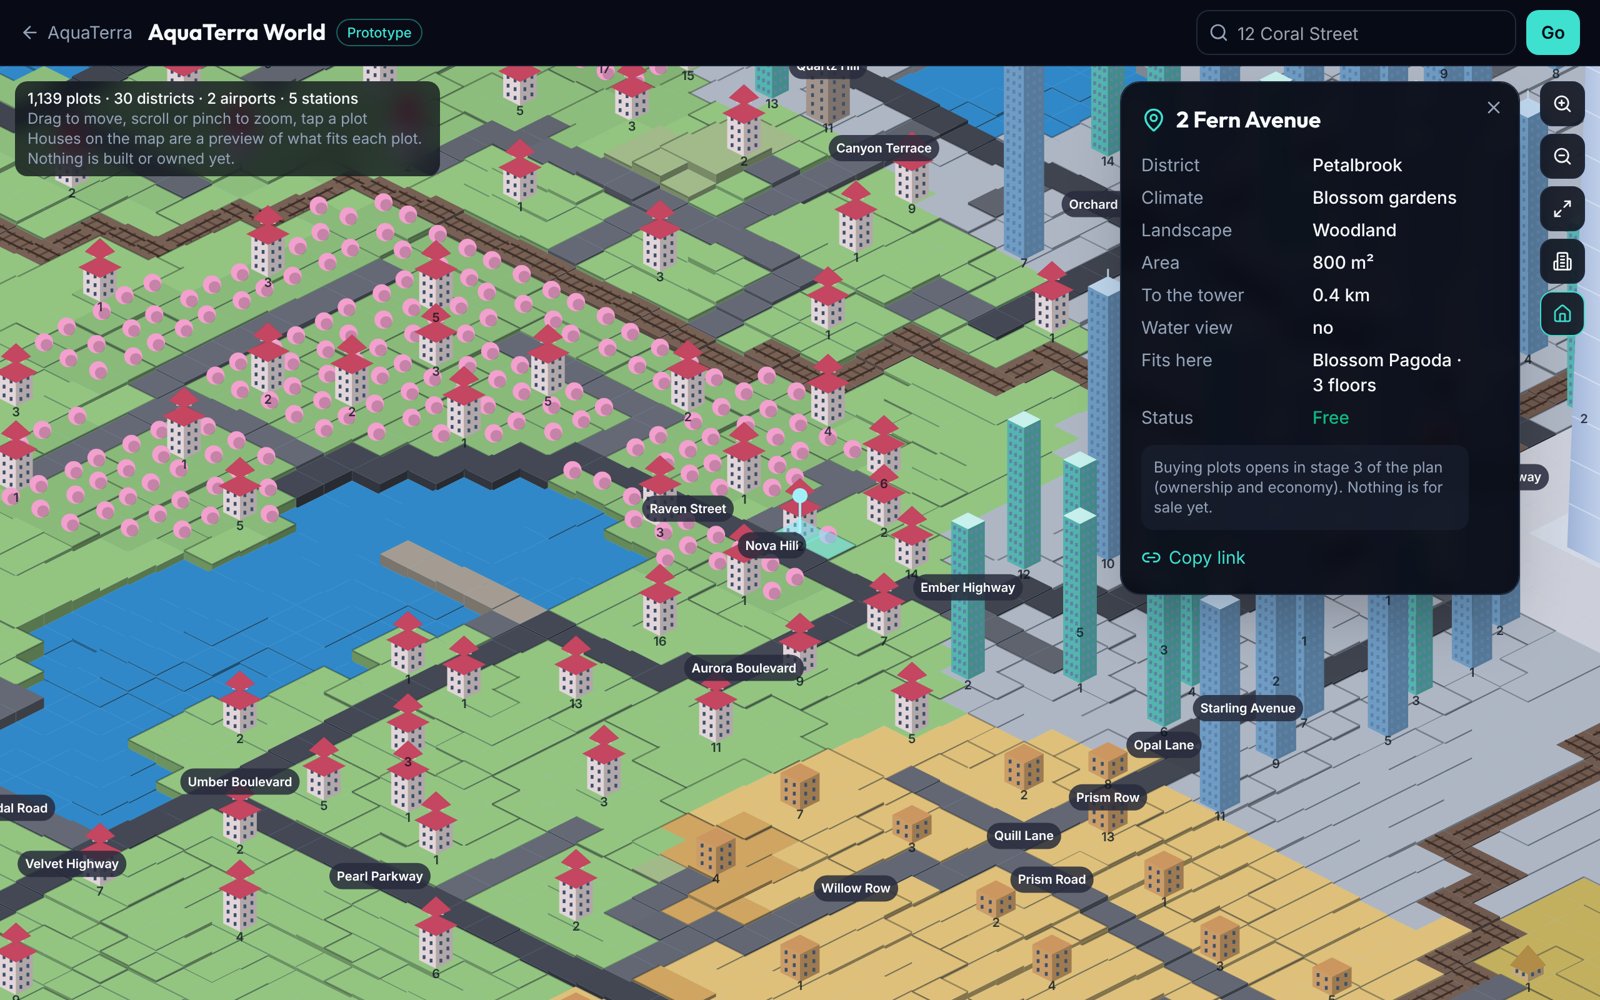 AquaTerra
AquaTerra World
Prototype
12 Coral Street
Go
1,139 plots · 30 districts · 2 airports · 5 stations
Drag to move, scroll or pinch to zoom, tap a plot
Houses on the map are a preview of what fits each plot.
Nothing is built or owned yet.
2 Fern Avenue
District Petalbrook
Climate Blossom gardens
Landscape Woodland
Area 800 m²
To the tower 0.4 km
Water view no
Fits here Blossom Pagoda ·
3 floors
Status Free
Buying plots opens in stage 3 of the plan
(ownership and economy). Nothing is for
sale yet.
Copy link
Quartz Hill
Canyon Terrace
Orchard
Raven Street
Nova Hill
Ember Highway
Aurora Boulevard
Starling Avenue
Opal Lane
Umber Boulevard
Prism Row
Quill Lane
Velvet Highway
Pearl Parkway
Prism Road
Willow Row